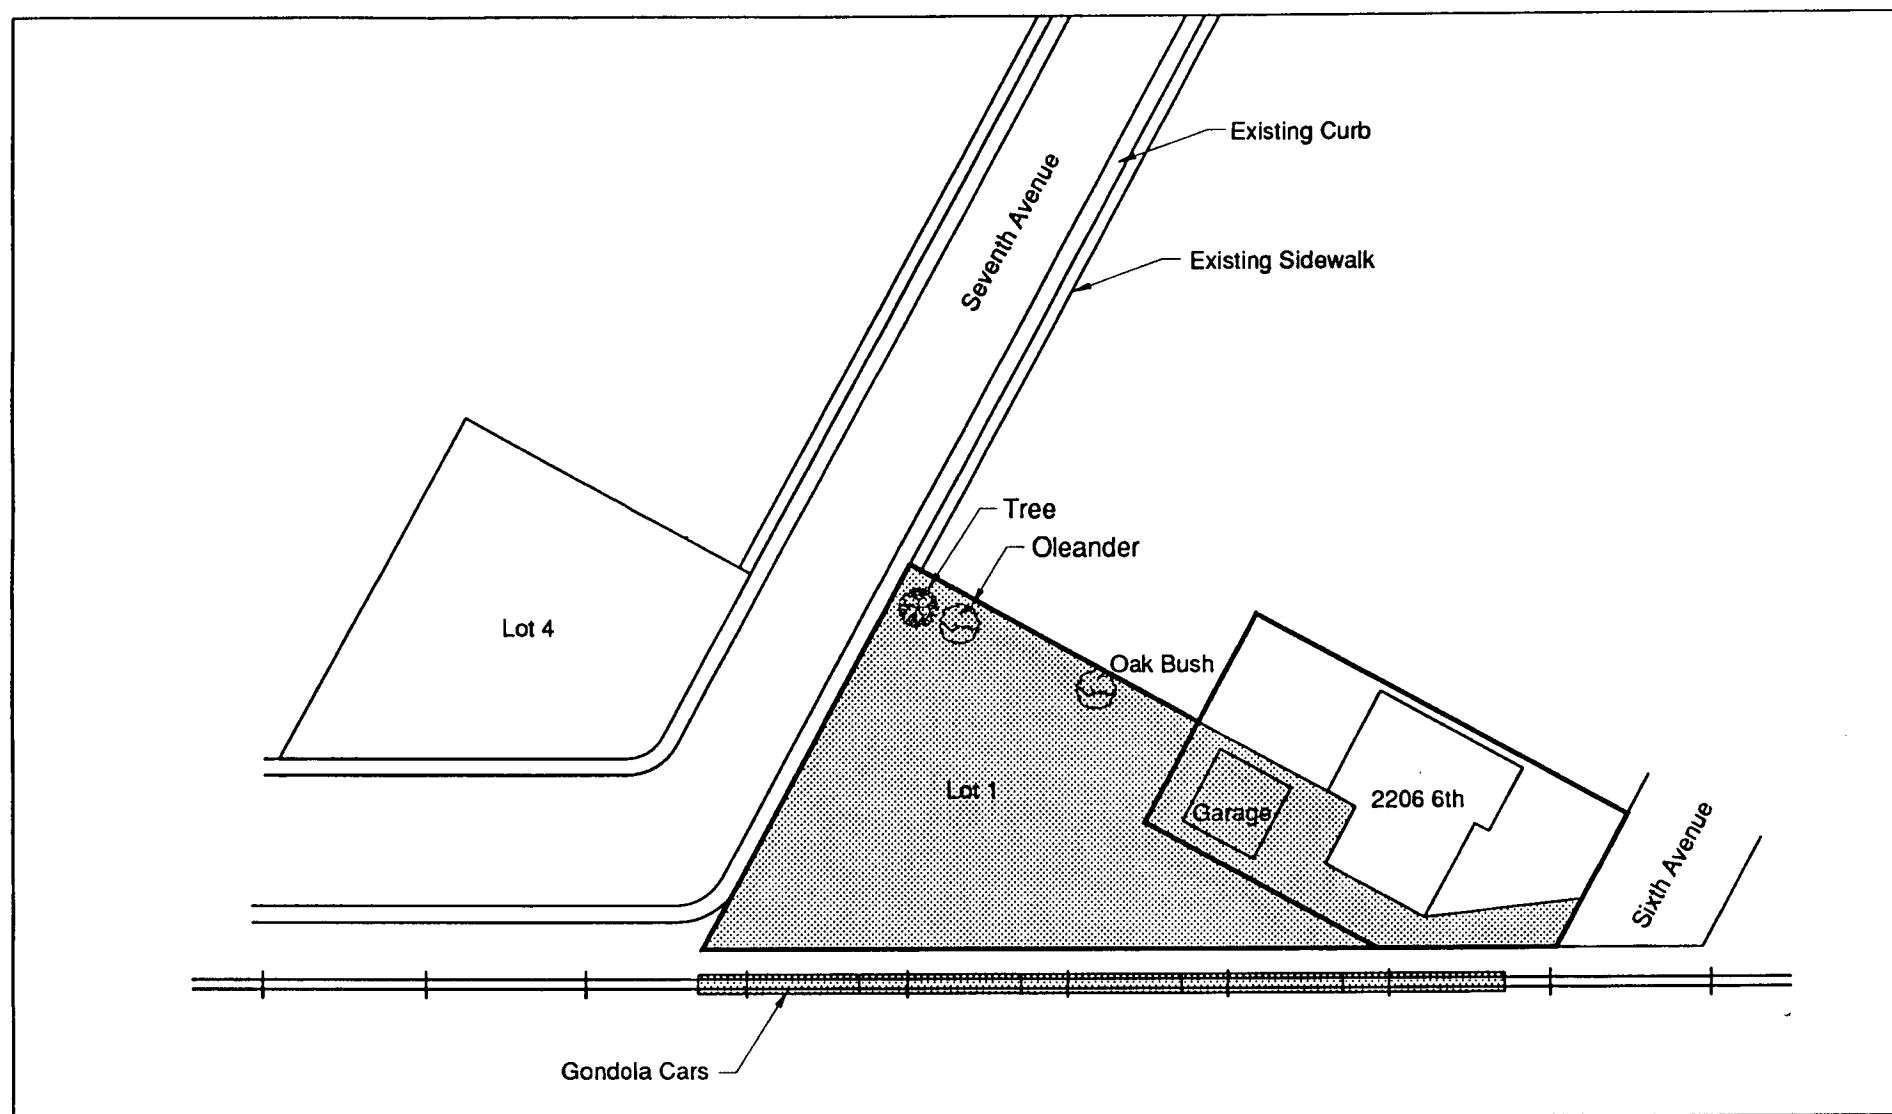 Existing Curb
Seventh Avenue
Existing Sidewalk
Tree
Oleander
Lot 4
Oak Bush
Lot 1
Garage
2206 6th
Sixth Avenue
Gondola Cars